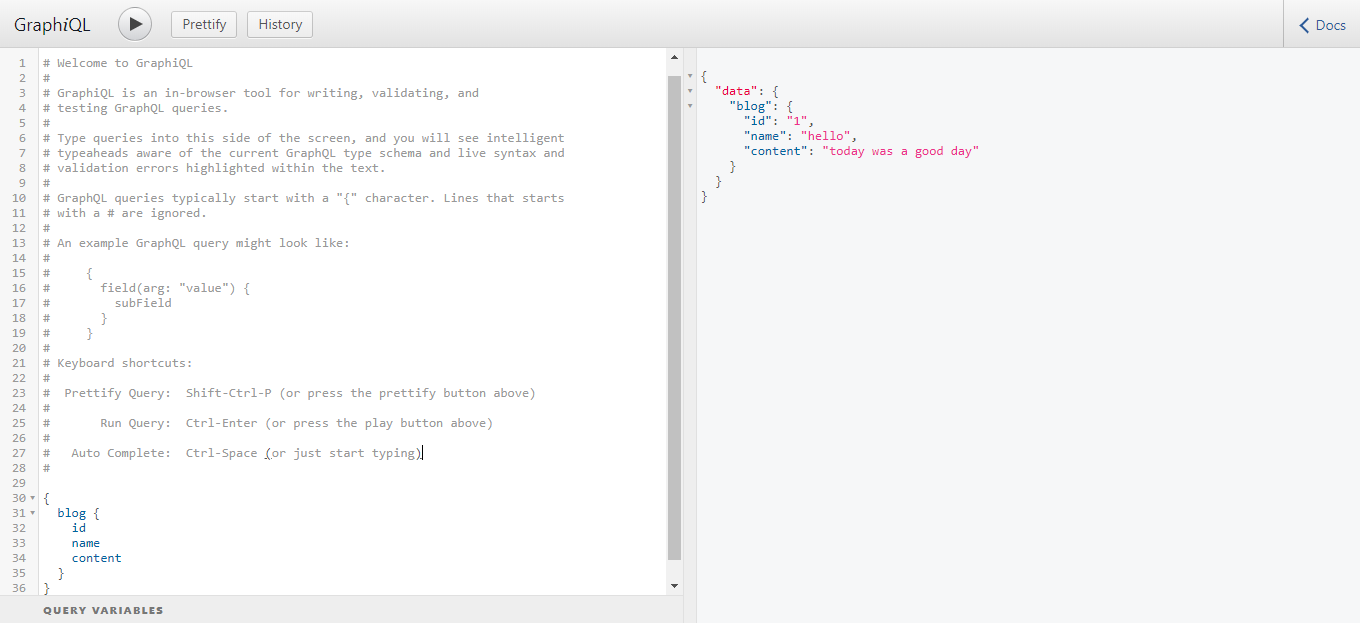 GraphiQL
Prettify
History
Docs
1 # Welcome to GraphiQL
2 #
3 # GraphiQL is an in-browser tool for writing, validating, and
4 # testing GraphQL queries.
5 #
6 # Type queries into this side of the screen, and you will see intelligent
7 # typeaheads aware of the current GraphQL type schema and live syntax and
8 # validation errors highlighted within the text.
9 #
10 # GraphQL queries typically start with a "{" character. Lines that starts
11 # with a # are ignored.
12 #
13 # An example GraphQL query might look like:
14 #
15 #     {
16 #       field(arg: "value") {
17 #         subField
18 #       }
19 #     }
20 #
21 # Keyboard shortcuts:
22 #
23 #  Prettify Query:  Shift-Ctrl-P (or press the prettify button above)
24 #
25 #       Run Query:  Ctrl-Enter (or press the play button above)
26 #
27 #   Auto Complete:  Ctrl-Space (or just start typing)
28 #
29
30 {
31   blog {
32     id
33     name
34     content
35   }
36 }
QUERY VARIABLES
{
  "data": {
    "blog": {
      "id": "1",
      "name": "hello",
      "content": "today was a good day"
    }
  }
}